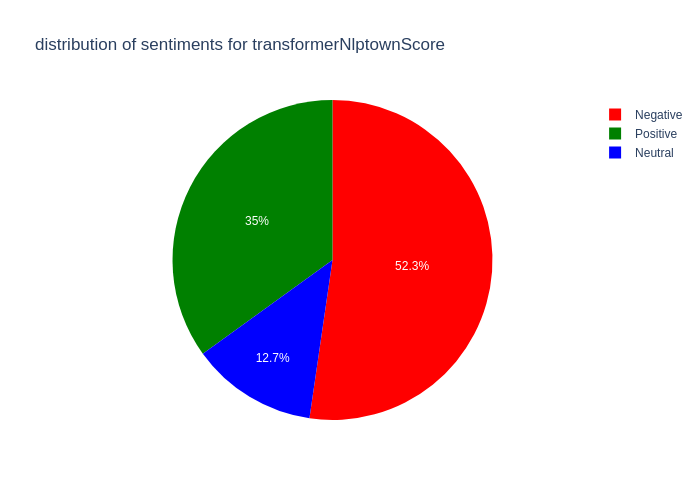 distribution of sentiments for transformerNlptownScore
Negative
Positive
Neutral
35%
52.3%
12.7%